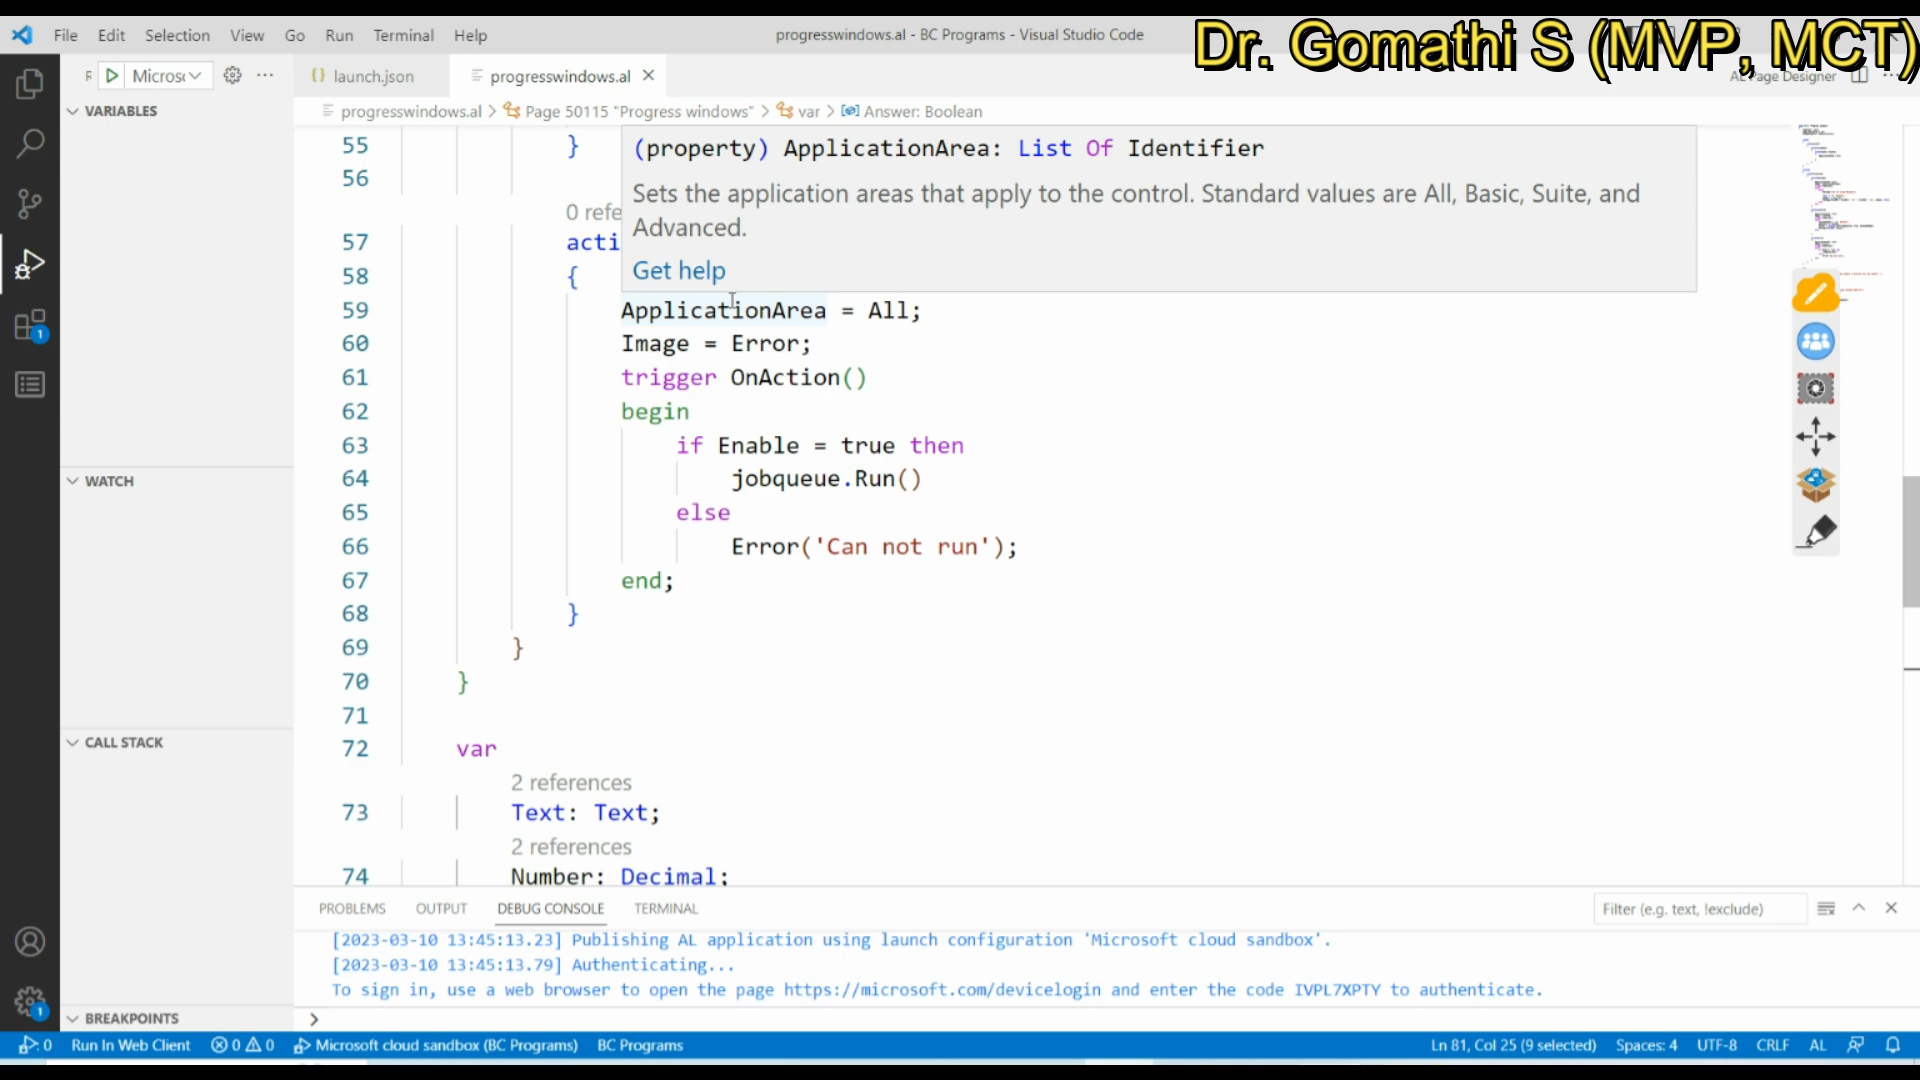 Dr. Gomathi S (MVP, MCT)
File Edit Selection View Go Run Terminal Help
progresswindows.al - BC Programs - Visual Studio Code
Micros
launch.json
progresswindows.al
AL Page Designer
VARIABLES
progresswindows.al > Page 50115 "Progress windows" > var > Answer: Boolean
55 }
(property) ApplicationArea: List Of Identifier
56
Sets the application areas that apply to the control. Standard values are All, Basic, Suite, and
Advanced.
Get help
0 refe
57 acti
58 {
59 ApplicationArea = All;
60 Image = Error;
61 trigger OnAction()
62 begin
63 if Enable = true then
64 jobqueue.Run()
65 else
66 Error('Can not run');
67 end;
68 }
69 }
70 }
71
72 var
2 references
73 Text: Text;
2 references
74 Number: Decimal;
WATCH
CALL STACK
BREAKPOINTS
PROBLEMS OUTPUT DEBUG CONSOLE TERMINAL
Filter (e.g. text, !exclude)
[2023-03-10 13:45:13.23] Publishing AL application using launch configuration 'Microsoft cloud sandbox'.
[2023-03-10 13:45:13.79] Authenticating...
To sign in, use a web browser to open the page https://microsoft.com/devicelogin and enter the code IVPL7XPTY to authenticate.
>
0 Run In Web Client 0 0 Microsoft cloud sandbox (BC Programs) BC Programs
Ln 81, Col 25 (9 selected) Spaces: 4 UTF-8 CRLF AL